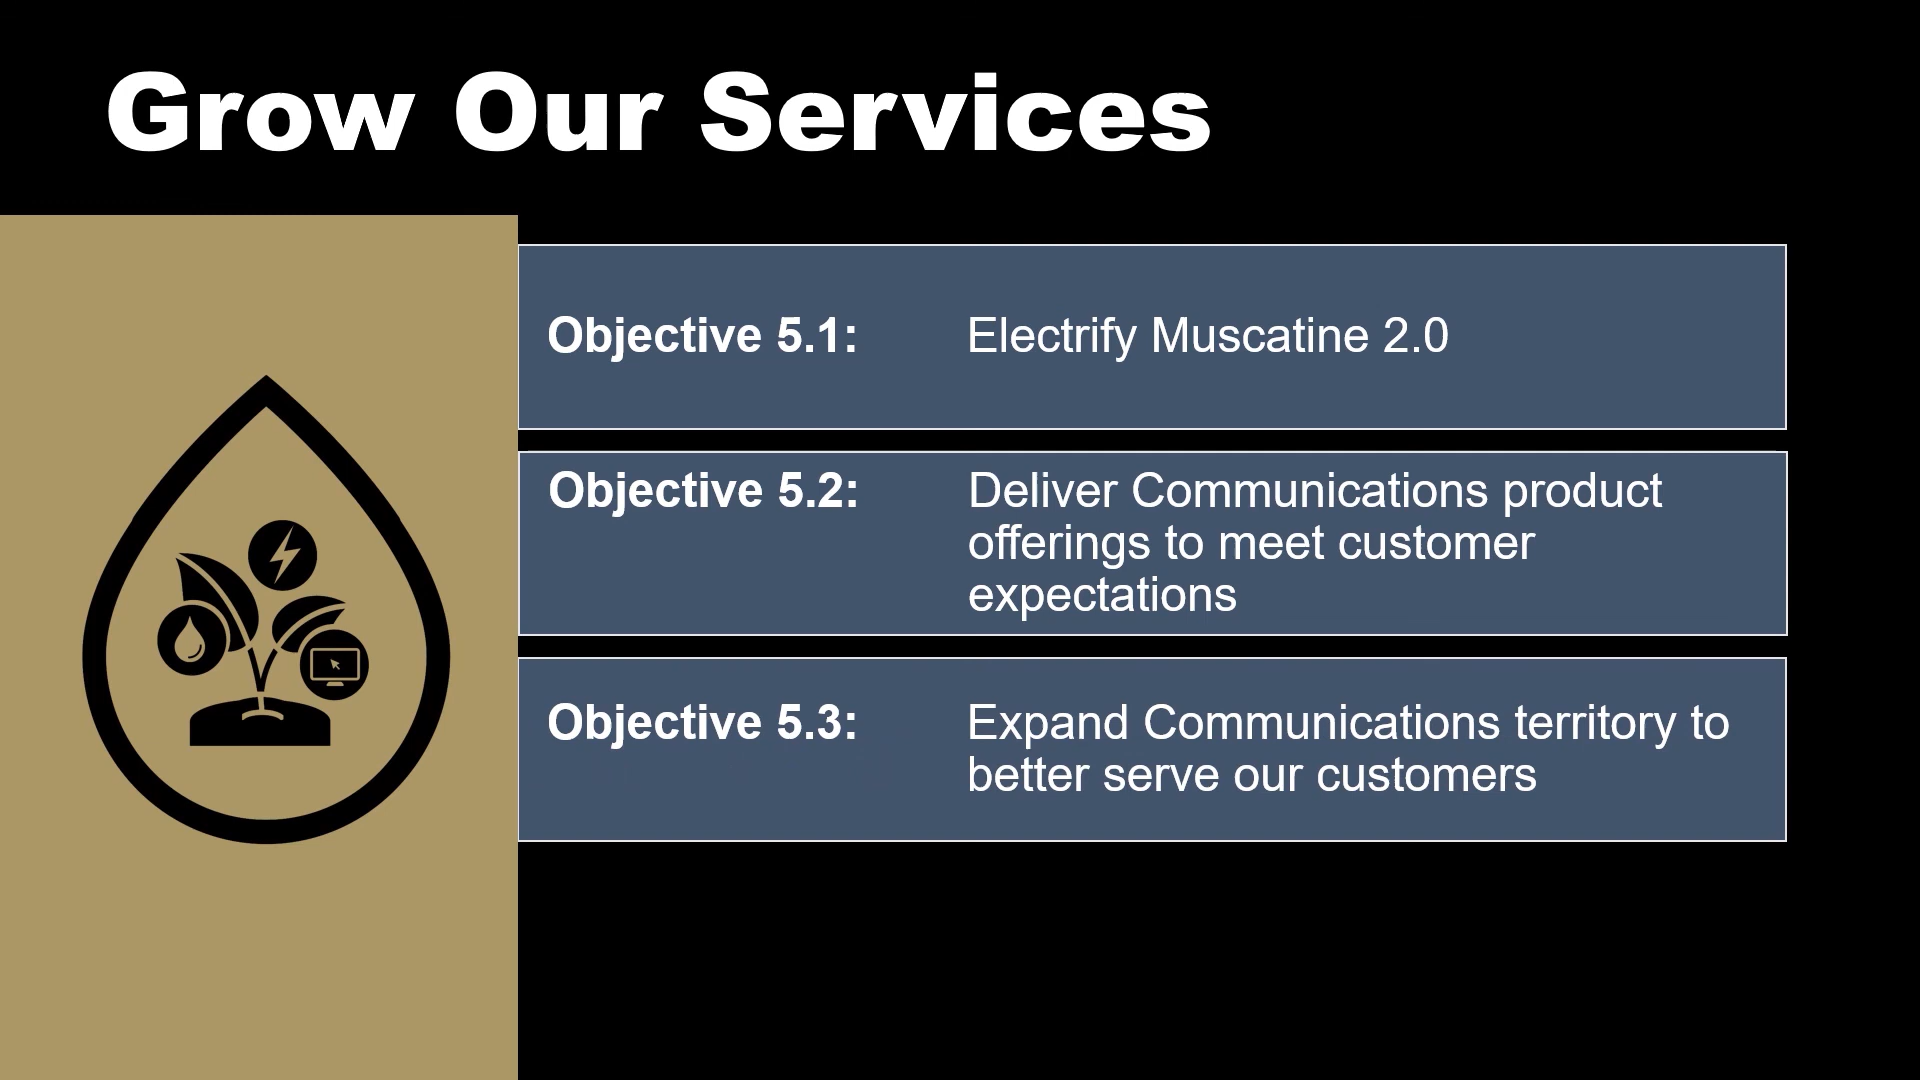 Grow Our Services
Objective 5.1: Electrify Muscatine 2.0
Objective 5.2: Deliver Communications product
offerings to meet customer
expectations
Objective 5.3: Expand Communications territory to
better serve our customers